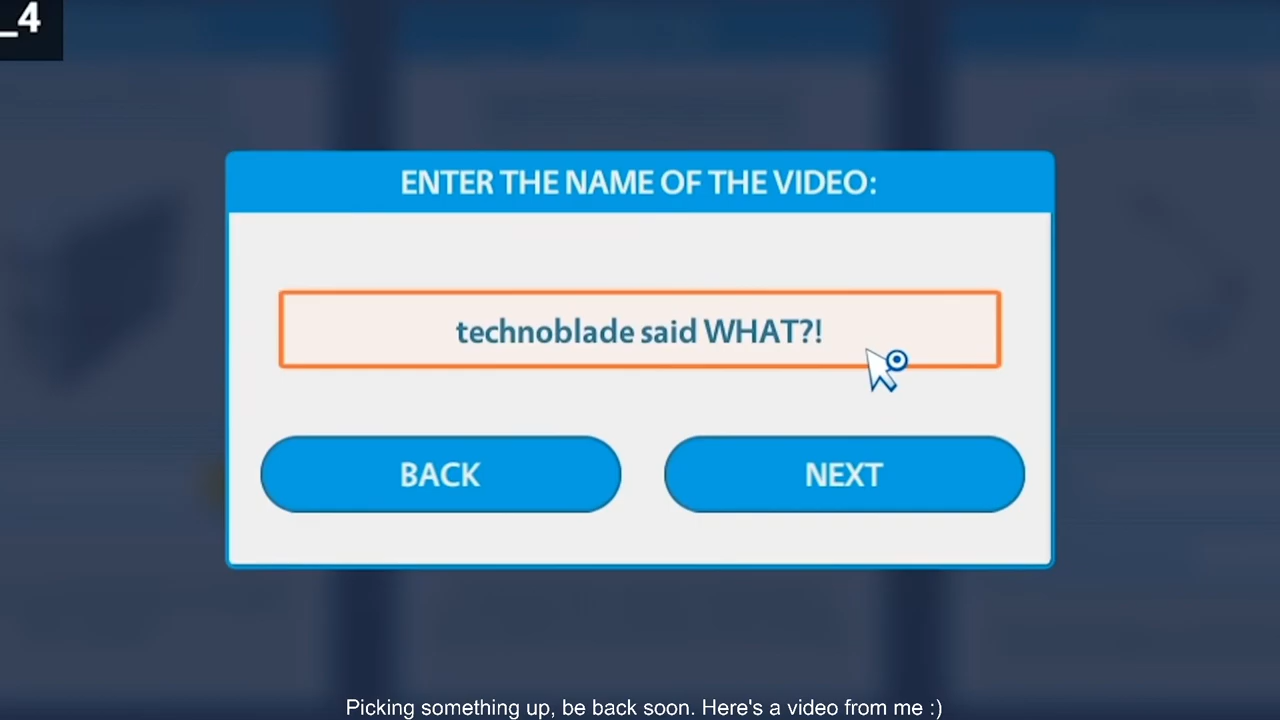 _4
ENTER THE NAME OF THE VIDEO:
technoblade said WHAT?!
BACK
NEXT
Picking something up, be back soon. Here's a video from me :)